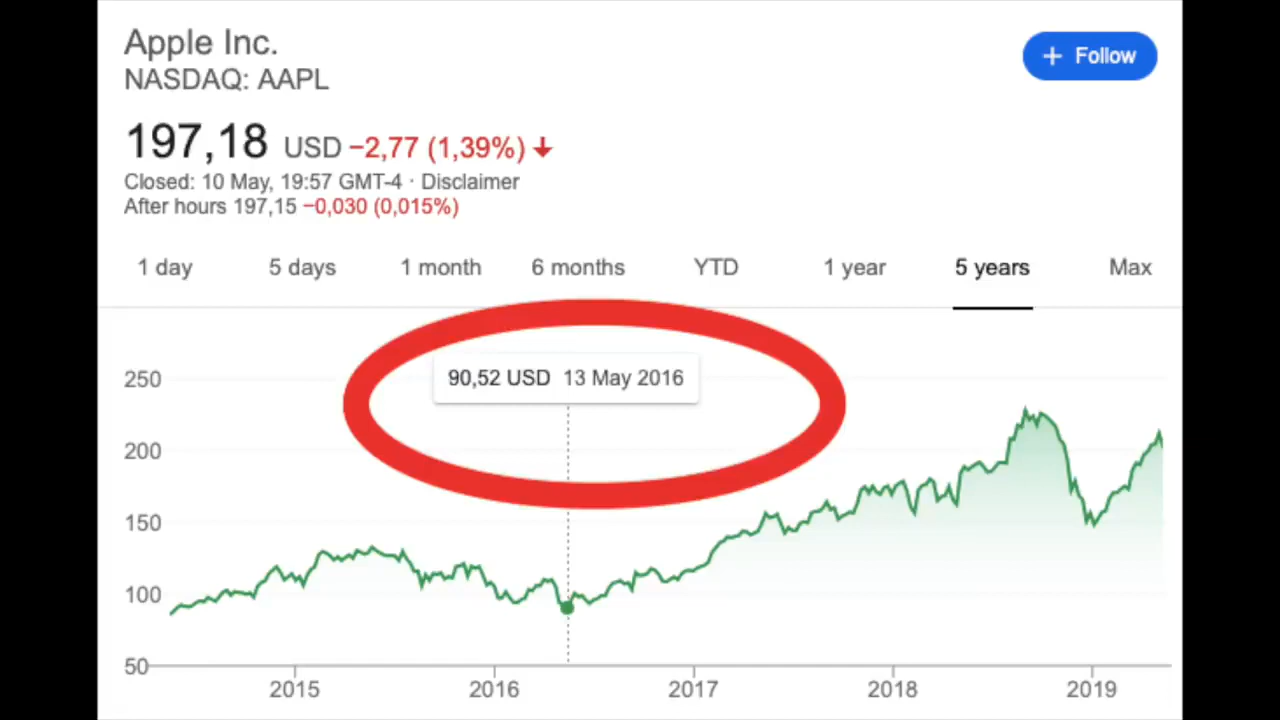 Apple Inc.
NASDAQ: AAPL
+ Follow
197,18 USD −2,77 (1,39%) ↓
Closed: 10 May, 19:57 GMT-4 · Disclaimer
After hours 197,15 −0,030 (0,015%)
1 day 5 days 1 month 6 months YTD 1 year 5 years Max
90,52 USD 13 May 2016
250
200
150
100
50
2015 2016 2017 2018 2019